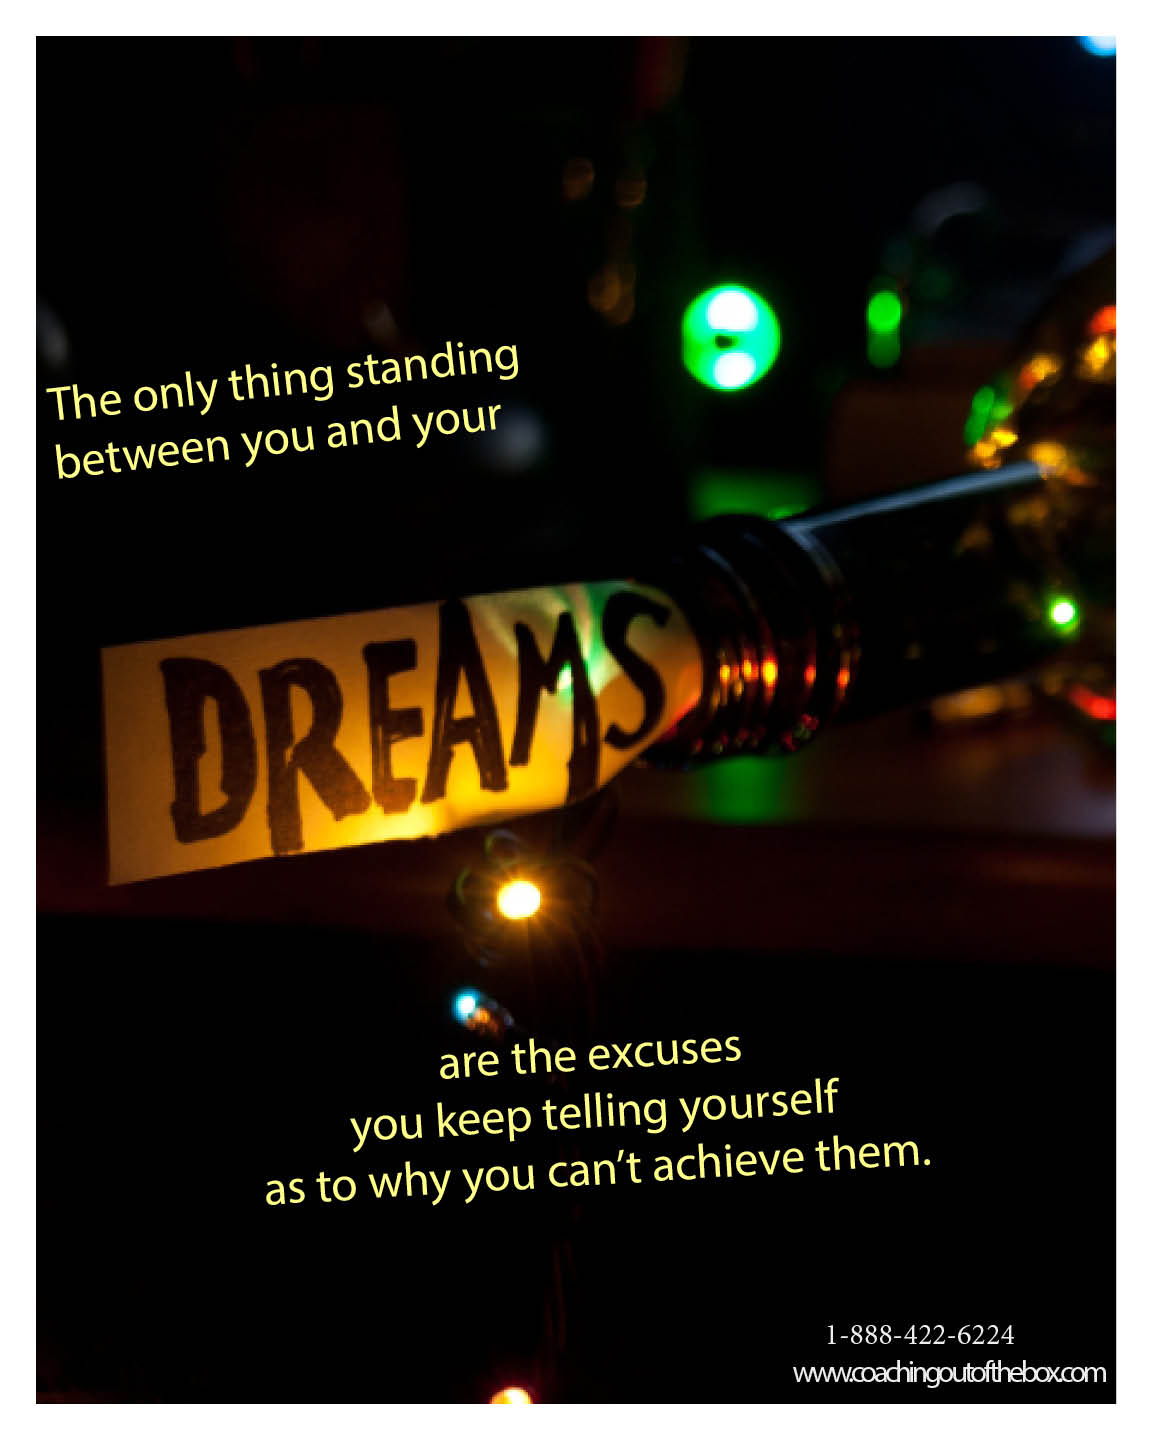 The only thing standing
between you and your
DREAMS
are the excuses
you keep telling yourself
as to why you can't achieve them.
1-888-422-6224
www.coachingoutofthebox.com